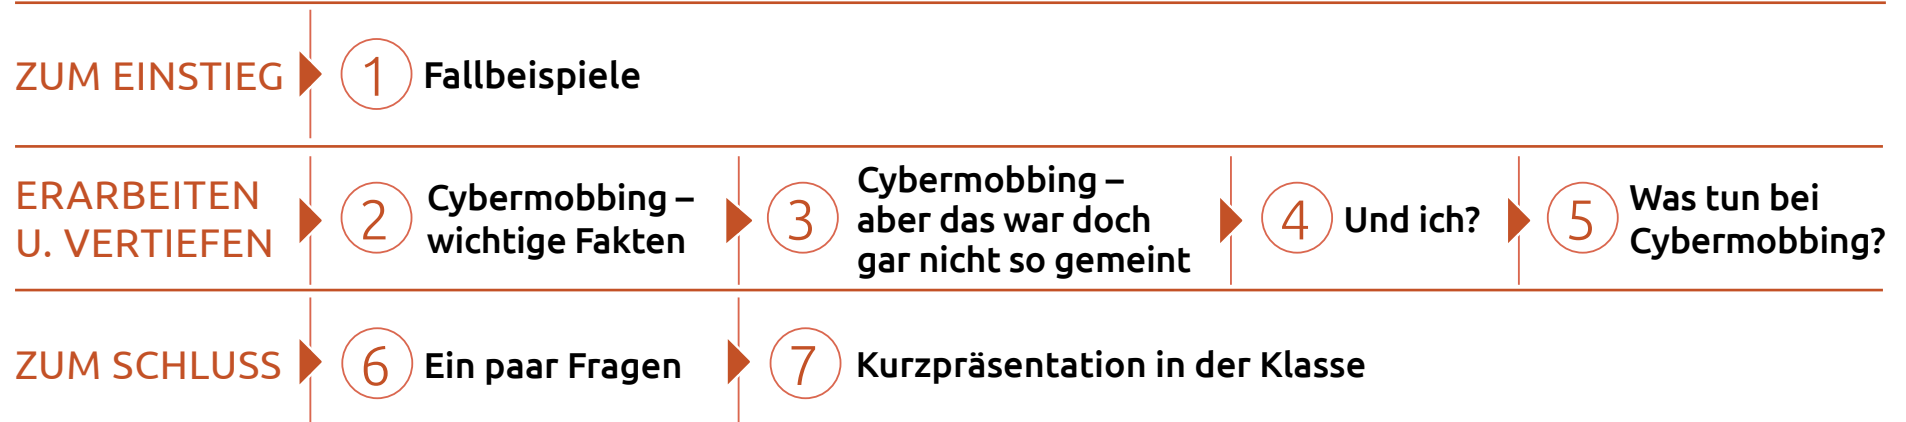 ZUM EINSTIEG
1
Fallbeispiele
ERARBEITEN
U. VERTIEFEN
2
Cybermobbing –
wichtige Fakten
3
Cybermobbing –
aber das war doch
gar nicht so gemeint
4
Und ich?
5
Was tun bei
Cybermobbing?
ZUM SCHLUSS
6
Ein paar Fragen
7
Kurzpräsentation in der Klasse